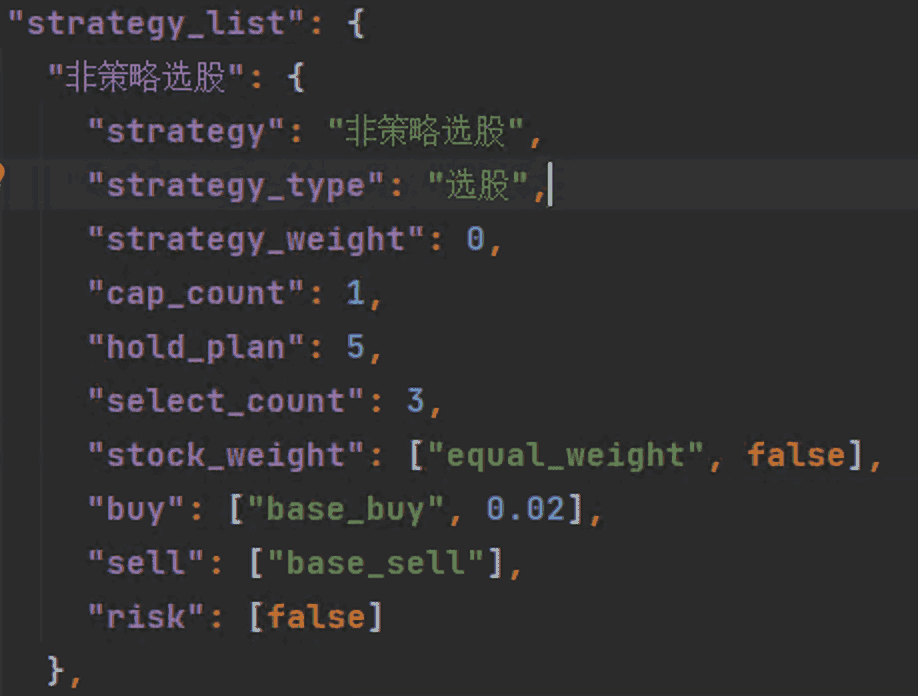 "strategy_list": {
"非策略选股": {
"strategy": "非策略选股",
"strategy_type": "选股",
"strategy_weight": 0,
"cap_count": 1,
"hold_plan": 5,
"select_count": 3,
"stock_weight": ["equal_weight", false],
"buy": ["base_buy", 0.02],
"sell": ["base_sell"],
"risk": [false]
},